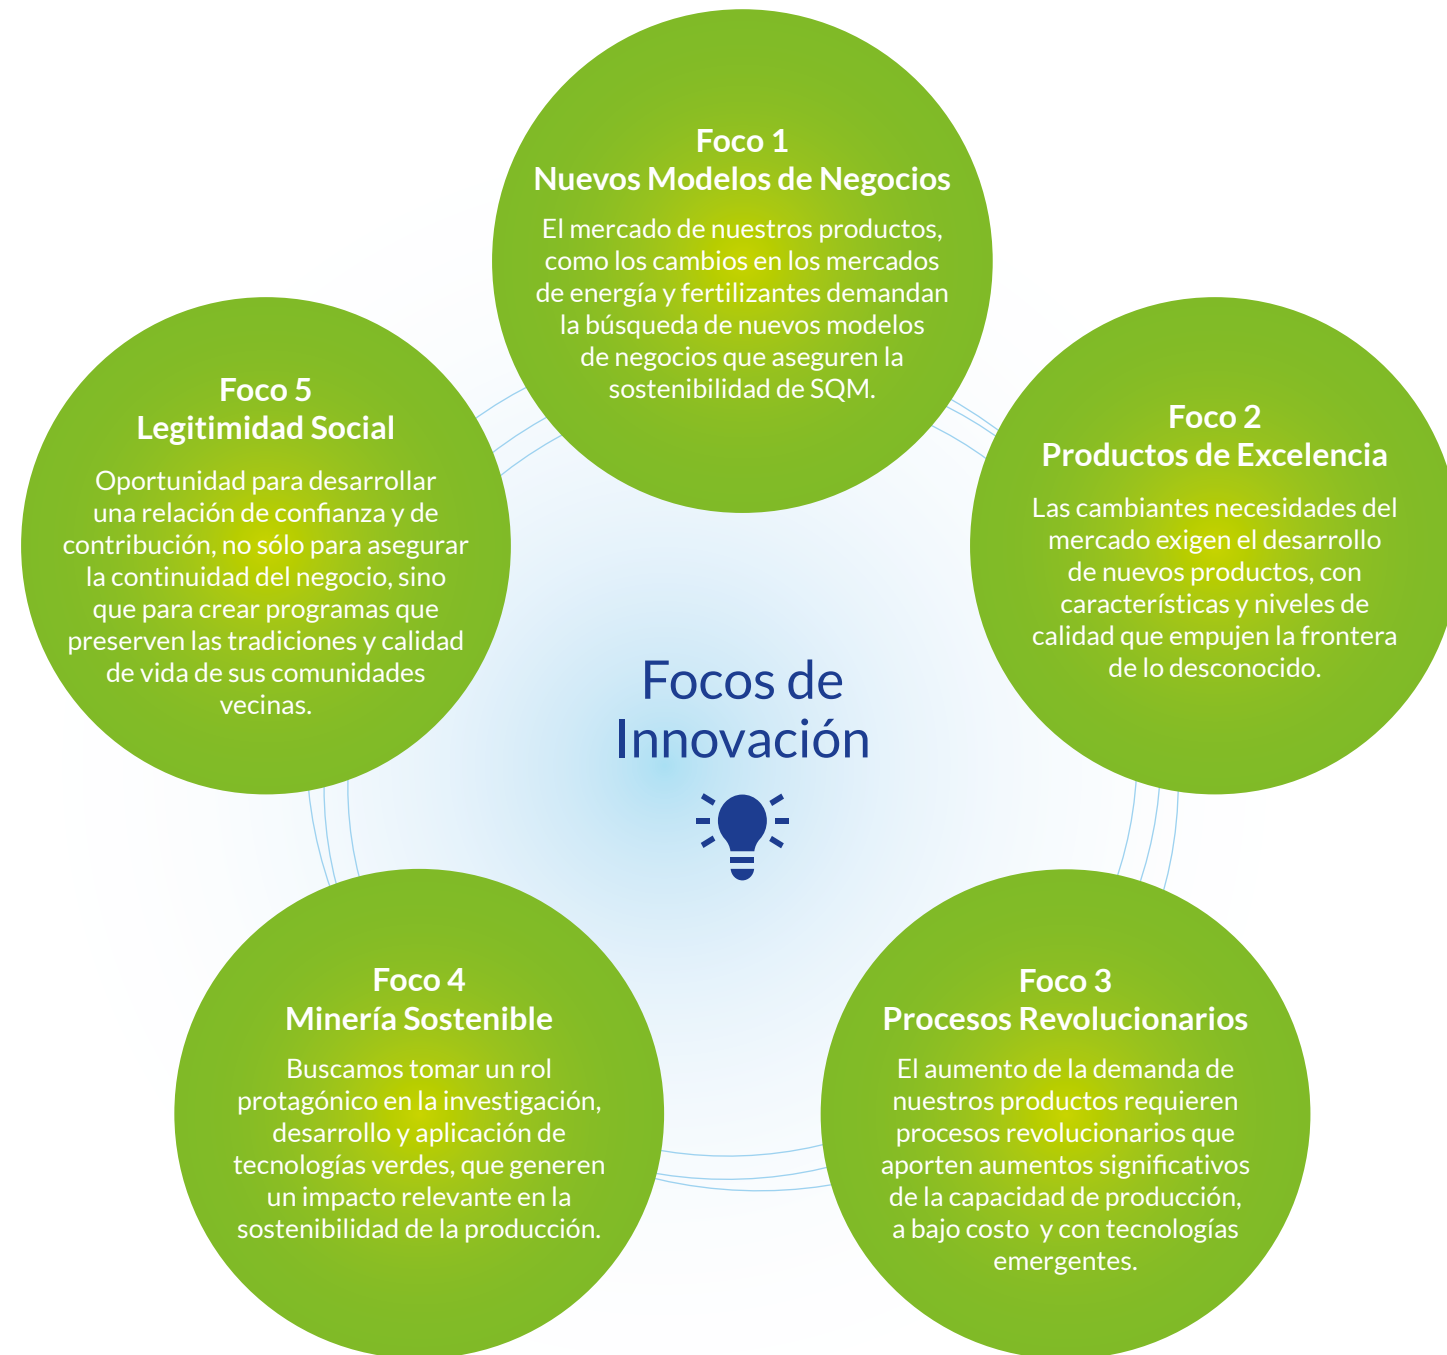 Foco 1
Nuevos Modelos de Negocios
El mercado de nuestros productos,
como los cambios en los mercados
de energía y fertilizantes demandan
la búsqueda de nuevos modelos
de negocios que aseguren la
sostenibilidad de SQM.
Foco 2
Productos de Excelencia
Las cambiantes necesidades del
mercado exigen el desarrollo
de nuevos productos, con
características y niveles de
calidad que empujen la frontera
de lo desconocido.
Foco 3
Procesos Revolucionarios
El aumento de la demanda de
nuestros productos requieren
procesos revolucionarios que
aporten aumentos significativos
de la capacidad de producción,
a bajo costo  y con tecnologías
emergentes.
Foco 4
Minería Sostenible
Buscamos tomar un rol
protagónico en la investigación,
desarrollo y aplicación de
tecnologías verdes, que generen
un impacto relevante en la
sostenibilidad de la producción.
Foco 5
Legitimidad Social
Oportunidad para desarrollar
una relación de confianza y de
contribución, no sólo para asegurar
la continuidad del negocio, sino
que para crear programas que
preserven las tradiciones y calidad
de vida de sus comunidades
vecinas.
Focos de
Innovación